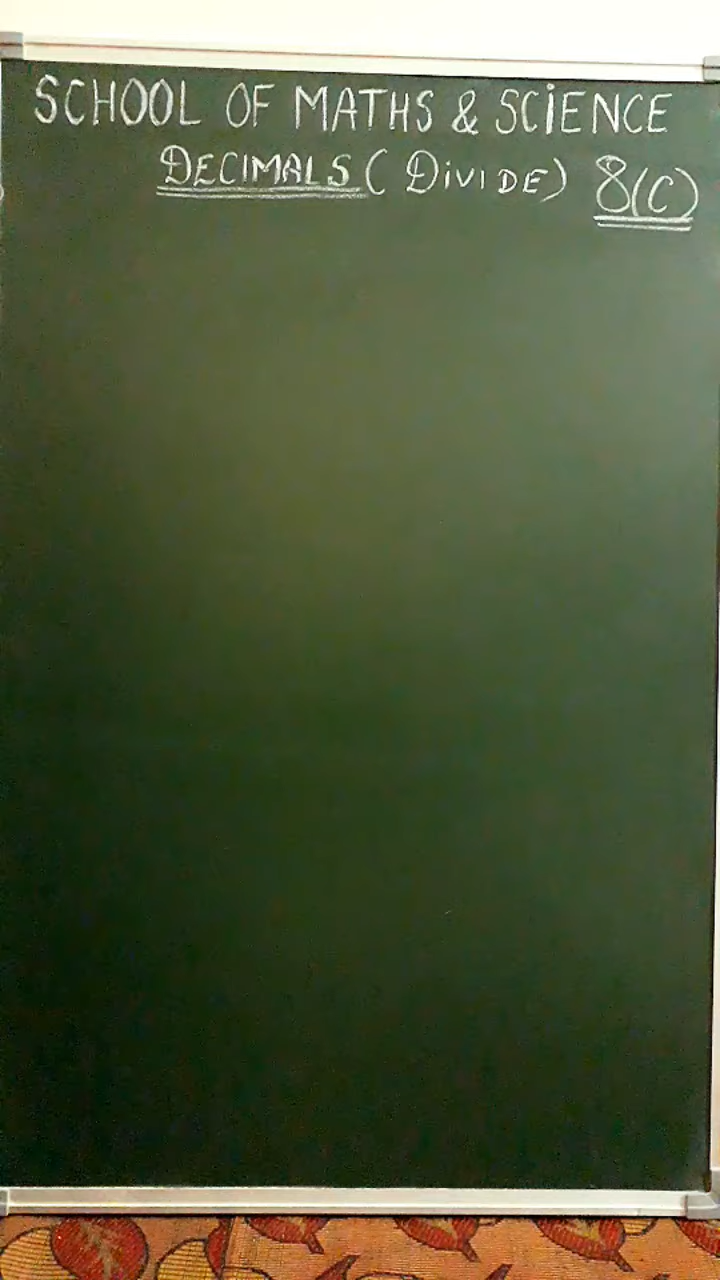 SCHOOL OF MATHS & SCIENCE
DECIMALS ( DIVIDE) 8(C)